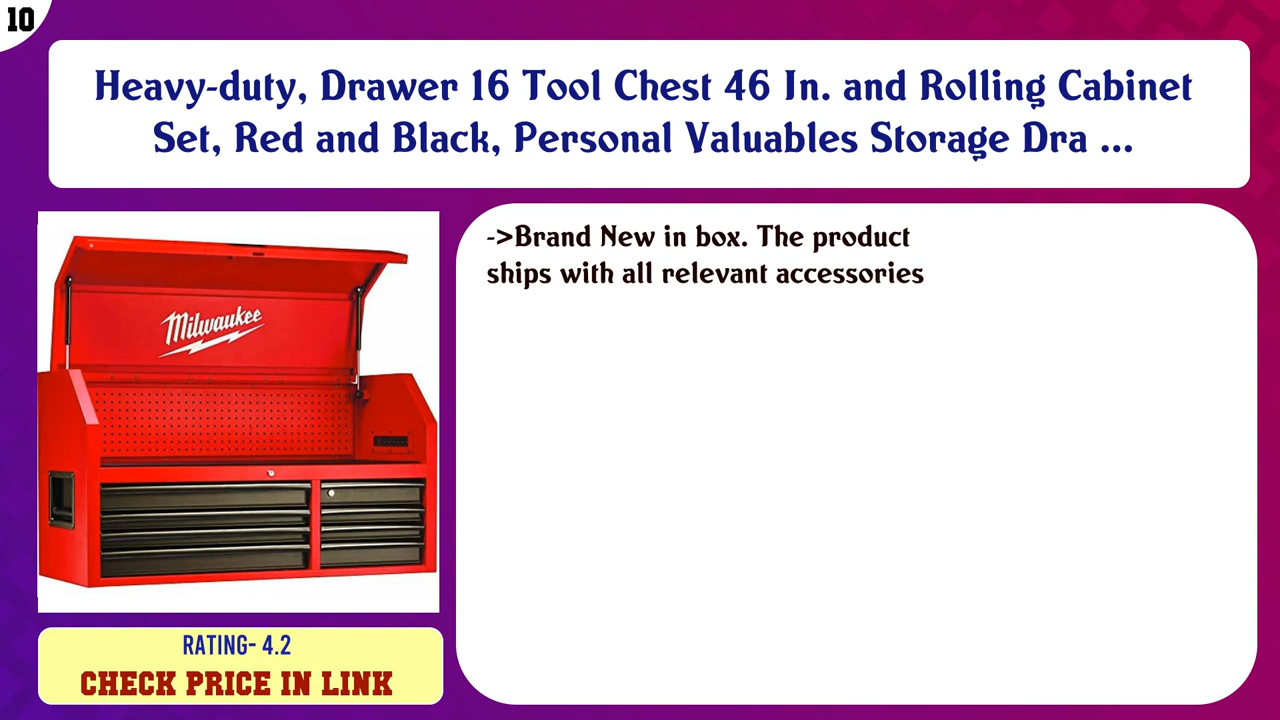 10
Heavy-duty, Drawer 16 Tool Chest 46 In. and Rolling Cabinet
Set, Red and Black, Personal Valuables Storage Dra ...
->Brand New in box. The product
ships with all relevant accessories
Milwaukee
RATING- 4.2
CHECK PRICE IN LINK